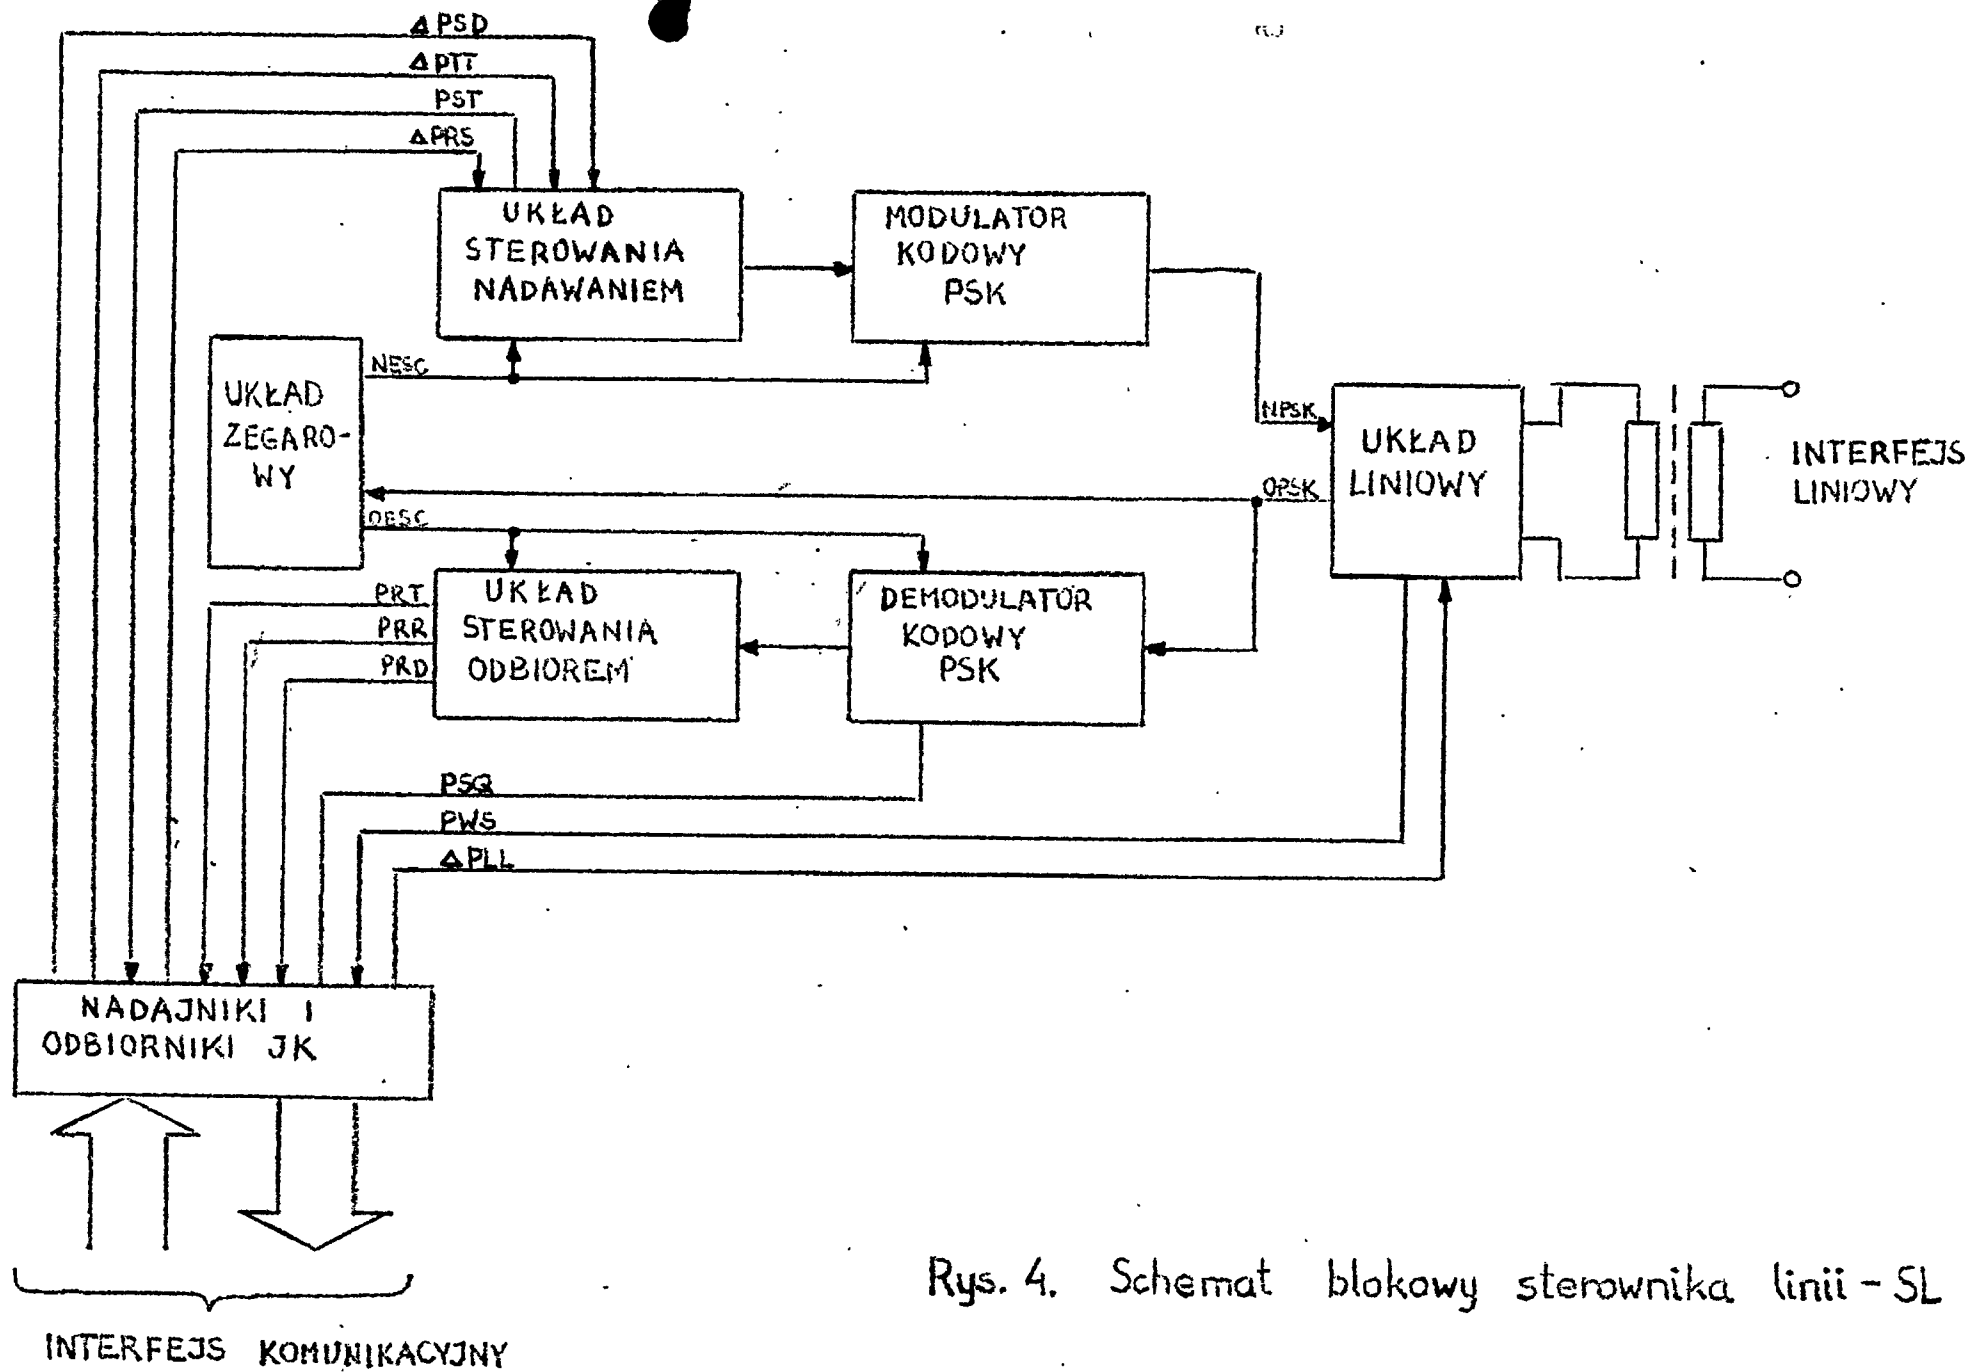 ΔPSD
ΔPTT
PST
ΔPRS
UKŁAD
STEROWANIA
NADAWANIEM
MODULATOR
KODOWY
PSK
NESC
UKŁAD
ZEGARO-
WY
NPSK
OPSK
UKŁAD
LINIOWY
INTERFEJS
LINIOWY
OESC
PRT
PRR
PRD
UKŁAD
STEROWANIA
ODBIOREM
DEMODULATOR
KODOWY
PSK
PSQ
PWS
ΔPLL
NADAJNIKI I
ODBIORNIKI JK
INTERFEJS KOMUNIKACYJNY
Rys. 4. Schemat blokowy sterownika linii - SL